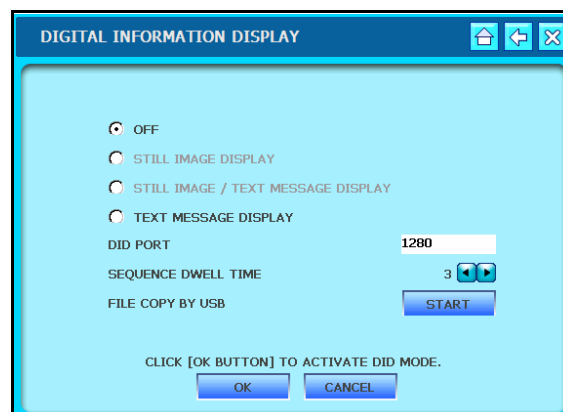 DIGITAL INFORMATION DISPLAY
OFF
STILL IMAGE DISPLAY
STILL IMAGE / TEXT MESSAGE DISPLAY
TEXT MESSAGE DISPLAY
DID PORT 1280
SEQUENCE DWELL TIME 3
FILE COPY BY USB START
CLICK [OK BUTTON] TO ACTIVATE DID MODE.
OK CANCEL